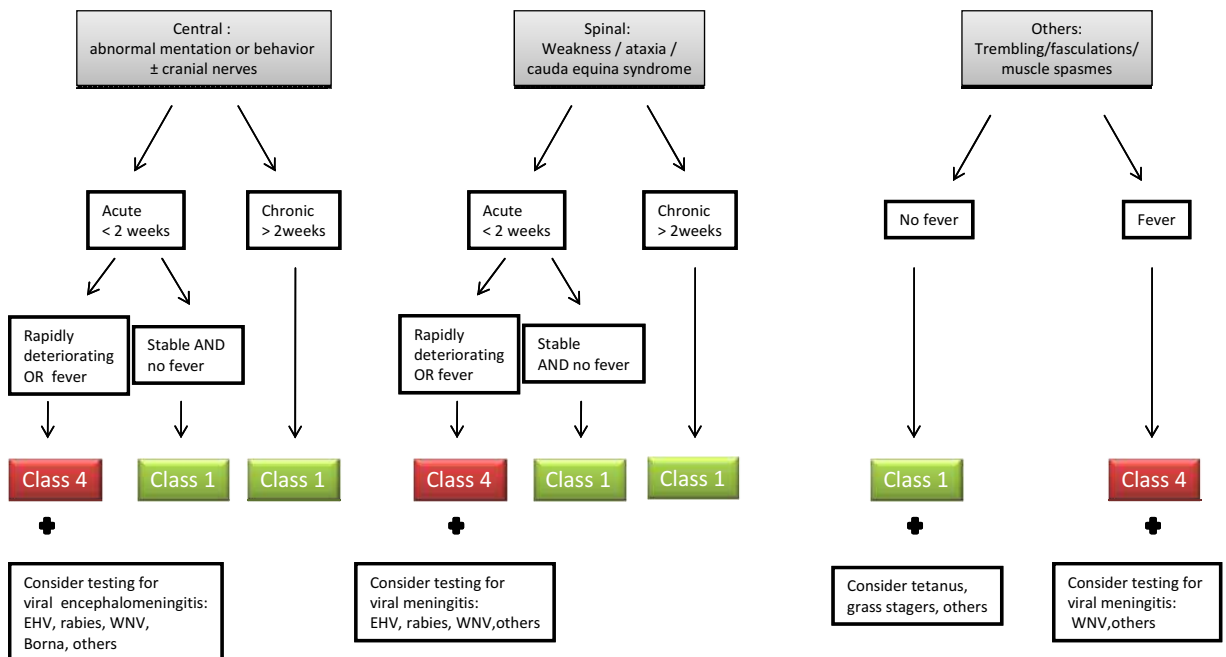 Central :
abnormal mentation or behavior
± cranial nerves
Spinal:
Weakness / ataxia /
cauda equina syndrome
Others:
Trembling/fasculations/
muscle spasmes
Acute
< 2 weeks
Chronic
> 2weeks
Acute
< 2 weeks
Chronic
> 2weeks
No fever
Fever
Rapidly
deteriorating
OR fever
Stable AND
no fever
Rapidly
deteriorating
OR fever
Stable
AND no fever
Class 4
Class 1
Class 1
Class 4
Class 1
Class 1
Class 1
Class 4
Consider testing for
viral encephalomeningitis:
EHV, rabies, WNV,
Borna, others
Consider testing for
viral meningitis:
EHV, rabies, WNV,others
Consider tetanus,
grass stagers, others
Consider testing for
viral meningitis:
WNV,others